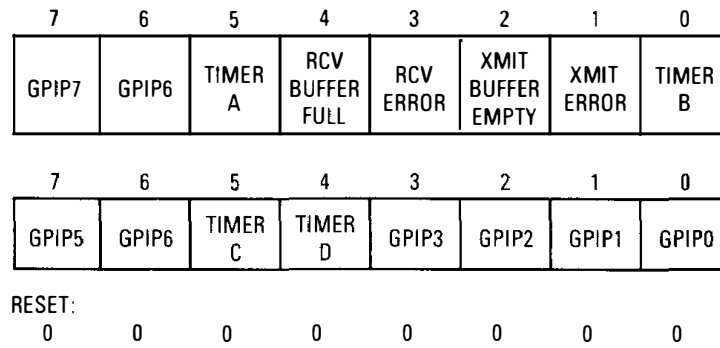 7 6 5 4 3 2 1 0
GPIP7 GPIP6 TIMER A RCV BUFFER FULL RCV ERROR XMIT BUFFER EMPTY XMIT ERROR TIMER B
7 6 5 4 3 2 1 0
GPIP5 GPIP6 TIMER C TIMER D GPIP3 GPIP2 GPIP1 GPIP0
RESET:
0 0 0 0 0 0 0 0